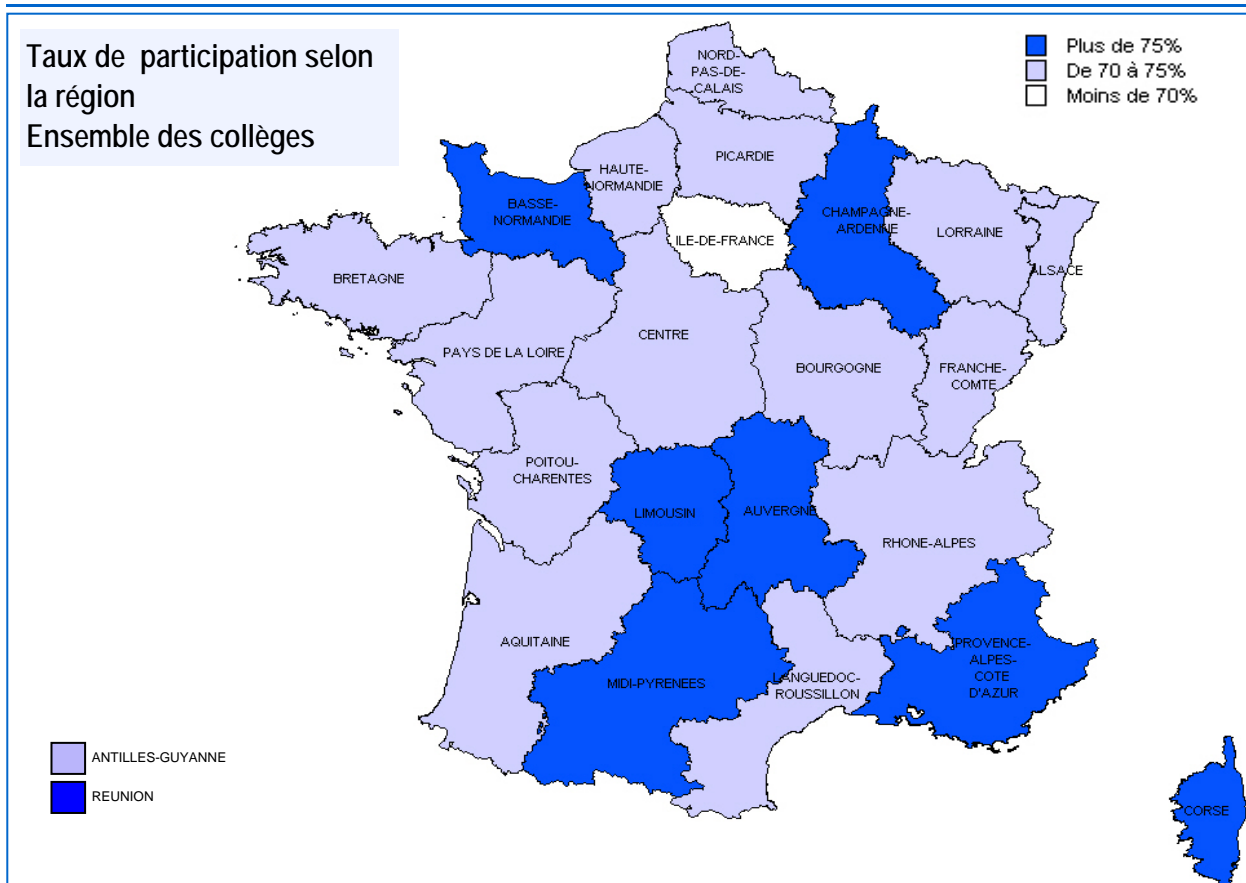 Taux de participation selon
la région
Ensemble des collèges
Plus de 75%
De 70 à 75%
Moins de 70%
NORD-
PAS-DE-
CALAIS
PICARDIE
HAUTE-
NORMANDIE
BASSE-
NORMANDIE
CHAMPAGNE-
ARDENNE
LORRAINE
ILE-DE-FRANCE
ALSACE
BRETAGNE
CENTRE
PAYS DE LA LOIRE
BOURGOGNE
FRANCHE-
COMTE
POITOU-
CHARENTES
LIMOUSIN
AUVERGNE
RHONE-ALPES
AQUITAINE
MIDI-PYRENEES
LANGUEDOC-
ROUSSILLON
PROVENCE-
ALPES-
COTE
D'AZUR
ANTILLES-GUYANNE
REUNION
CORSE